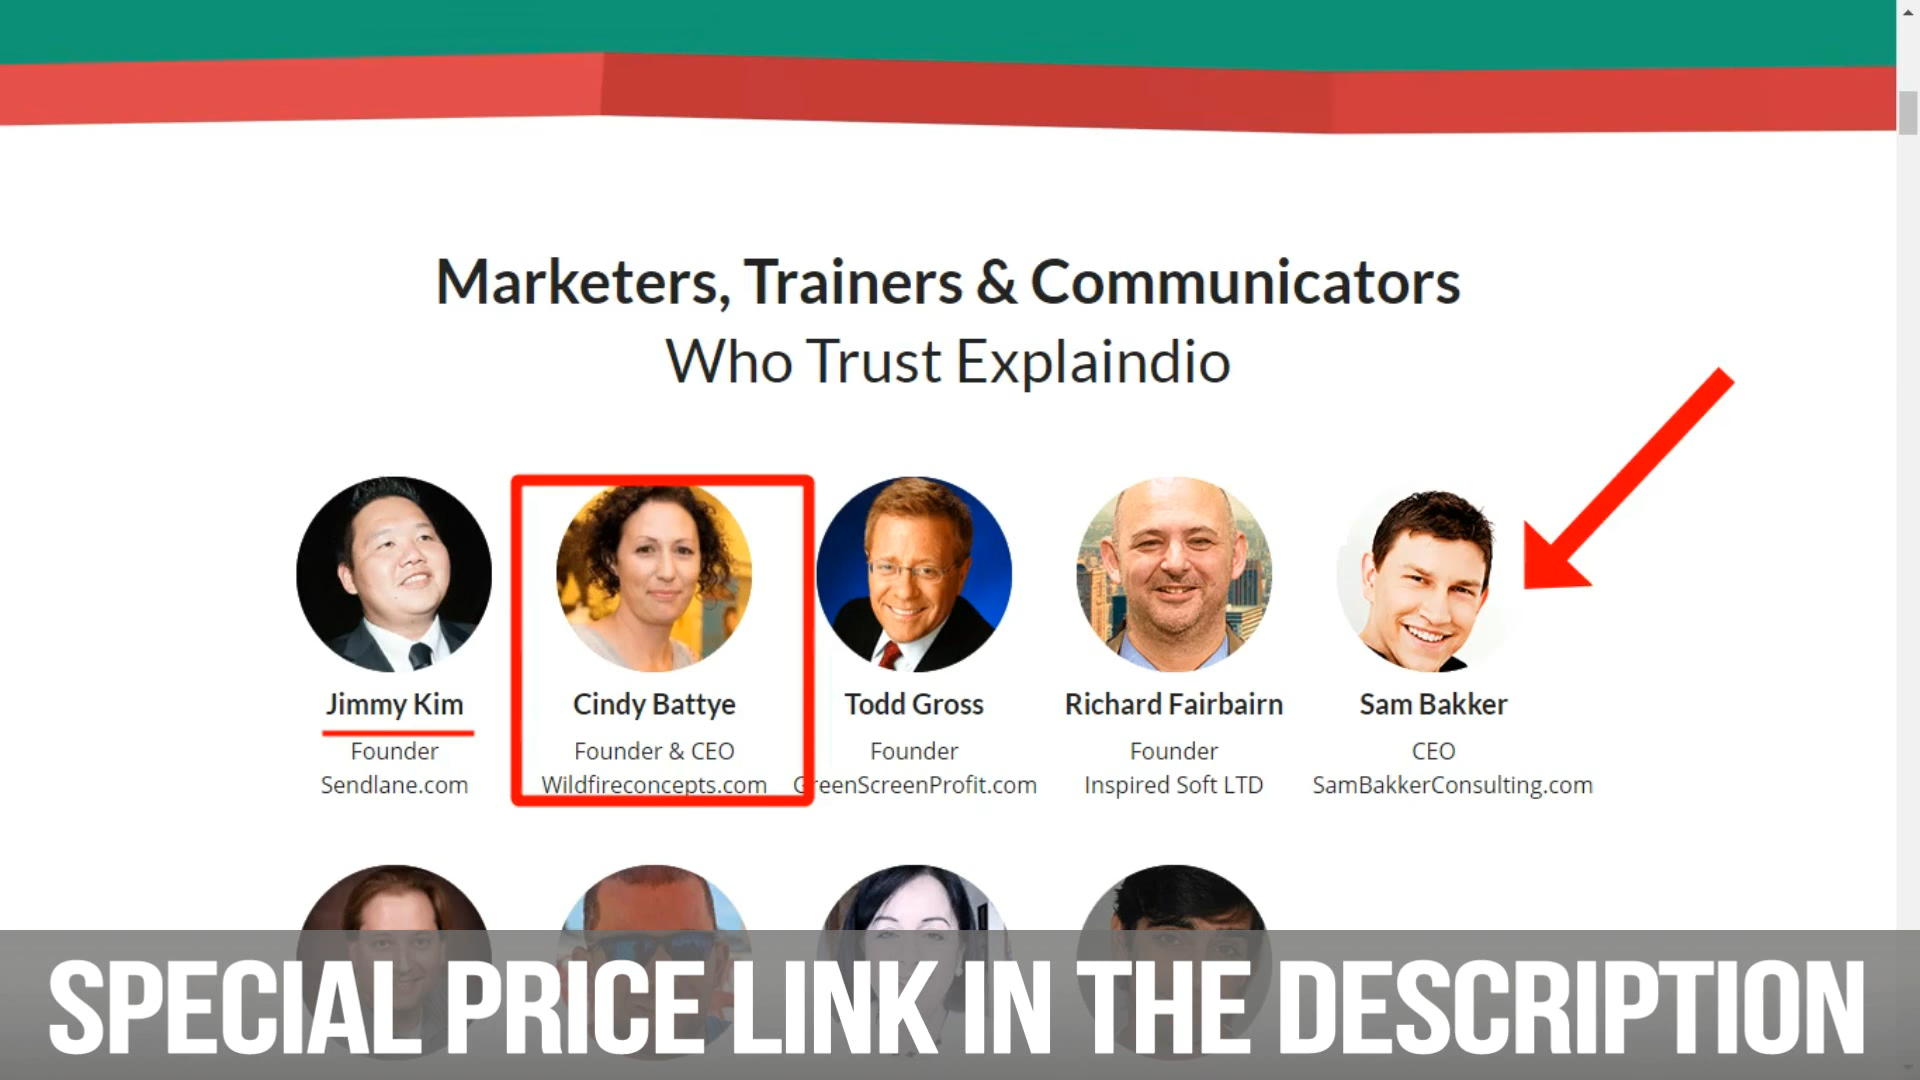 Marketers, Trainers & Communicators
Who Trust Explaindio
Jimmy Kim
Founder
Sendlane.com
Cindy Battye
Founder & CEO
Wildfireconcepts.com
Todd Gross
Founder
GreenScreenProfit.com
Richard Fairbairn
Founder
Inspired Soft LTD
Sam Bakker
CEO
SamBakkerConsulting.com
SPECIAL PRICE LINK IN THE DESCRIPTION